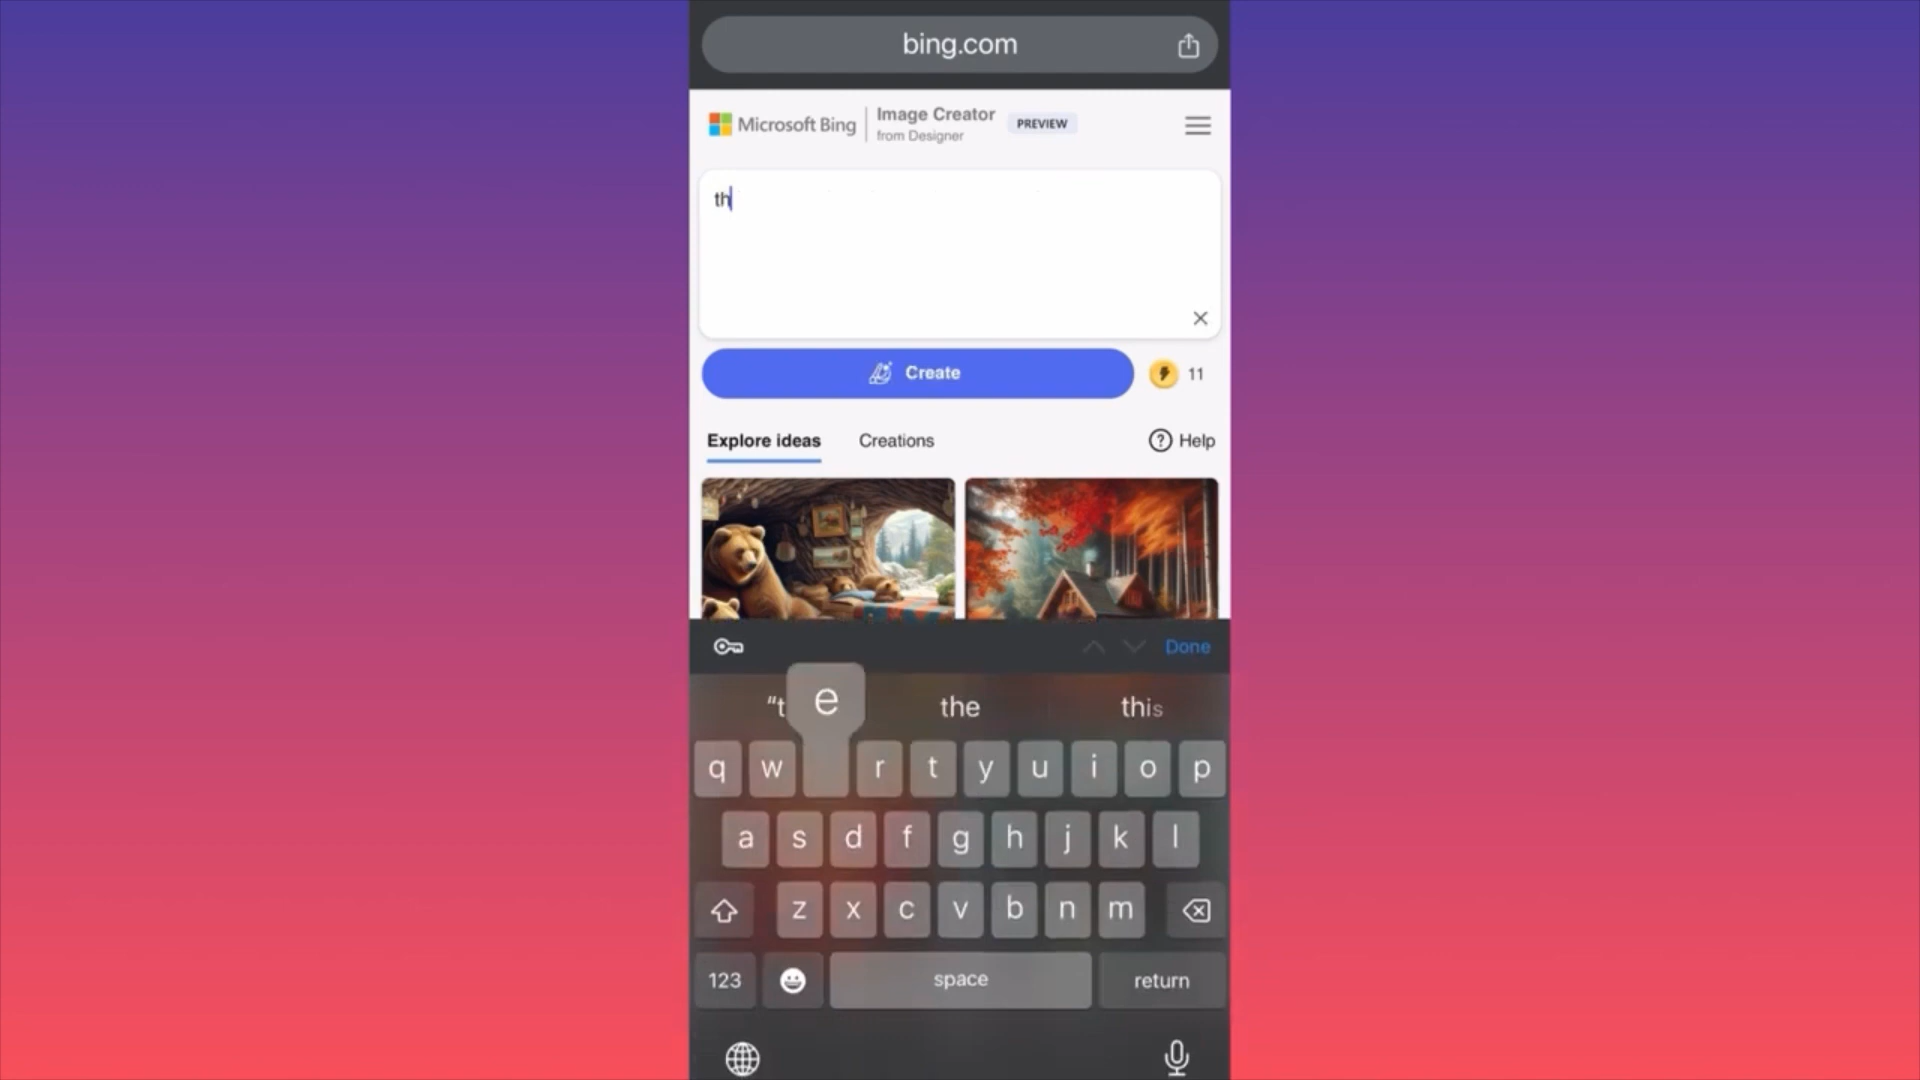 bing.com
Microsoft Bing
Image Creator
from Designer
PREVIEW
th
Create
11
Explore ideas
Creations
? Help
Done
"t
e
the
this
q w r t y u i o p
a s d f g h j k l
z x c v b n m
123
space
return